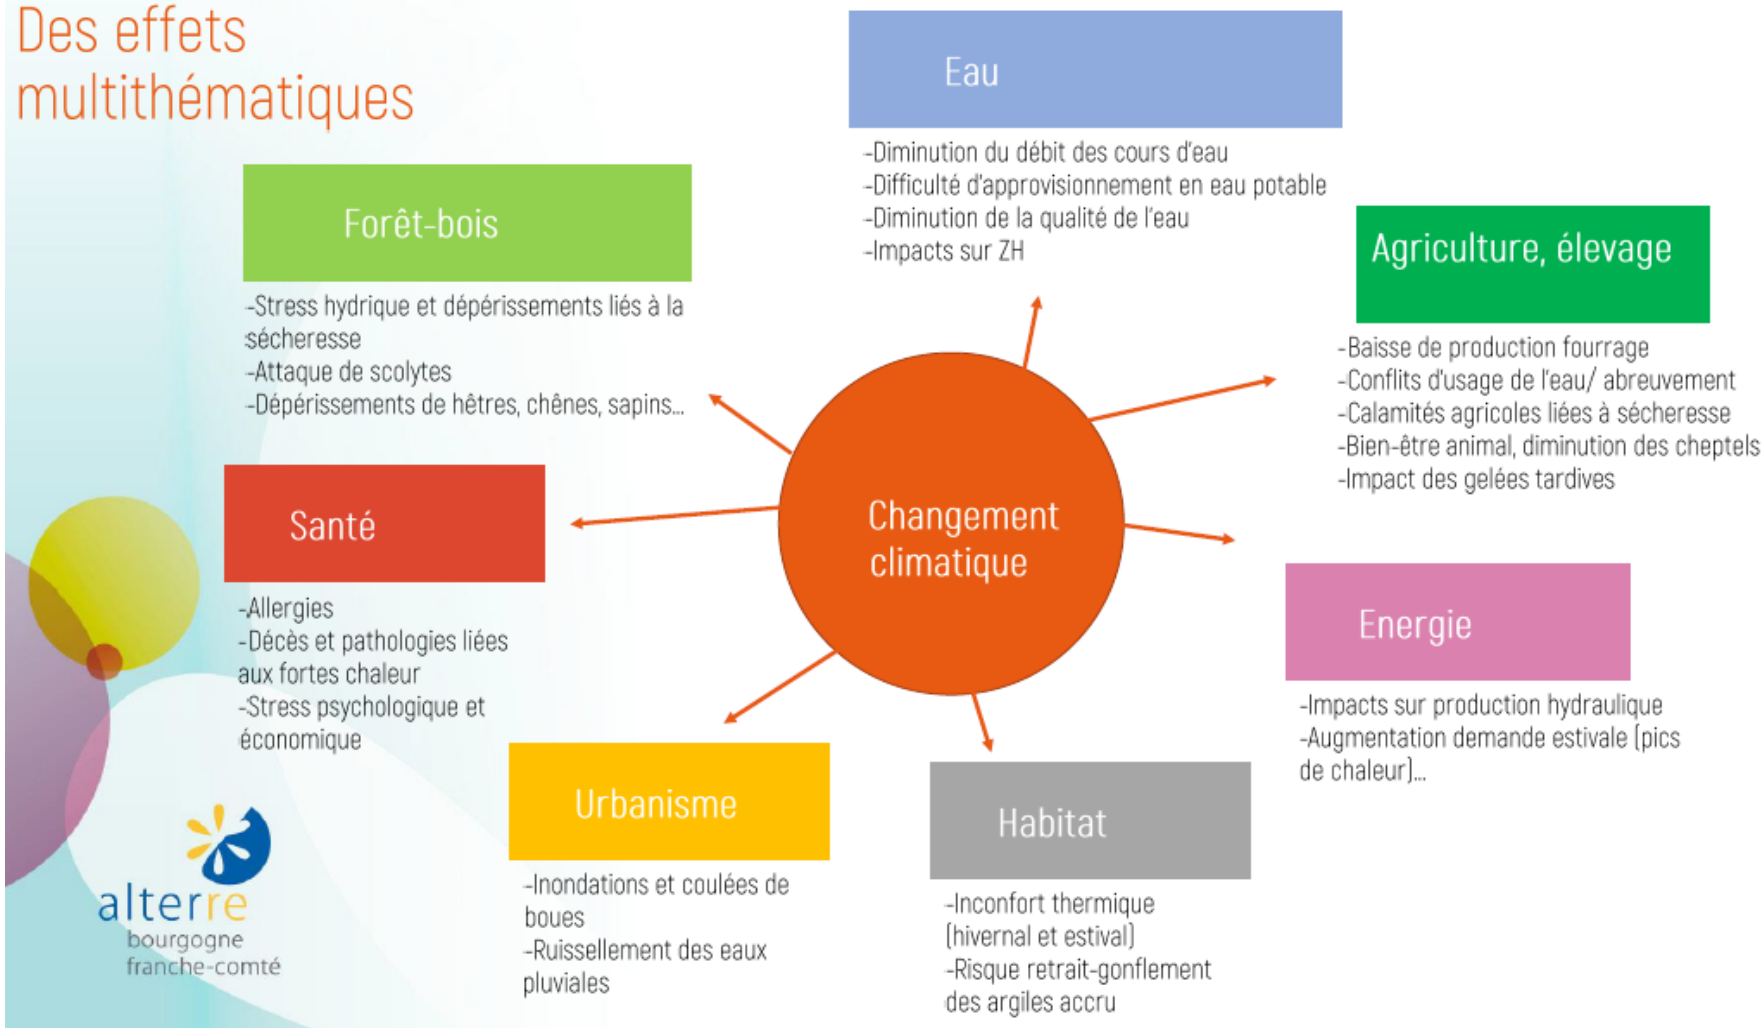 Des effets
multithématiques
Eau
-Diminution du débit des cours d'eau
-Difficulté d'approvisionnement en eau potable
-Diminution de la qualité de l'eau
-Impacts sur ZH
Forêt-bois
-Stress hydrique et dépérissements liés à la
sécheresse
-Attaque de scolytes
-Dépérissements de hêtres, chênes, sapins...
Agriculture, élevage
-Baisse de production fourrage
-Conflits d'usage de l'eau/ abreuvement
-Calamités agricoles liées à sécheresse
-Bien-être animal, diminution des cheptels
-Impact des gelées tardives
Changement
climatique
Santé
-Allergies
-Décès et pathologies liées
aux fortes chaleur
-Stress psychologique et
économique
Energie
-Impacts sur production hydraulique
-Augmentation demande estivale (pics
de chaleur)...
Urbanisme
-Inondations et coulées de
boues
-Ruissellement des eaux
pluviales
Habitat
-Inconfort thermique
(hivernal et estival)
-Risque retrait-gonflement
des argiles accru
alterre
bourgogne
franche-comté